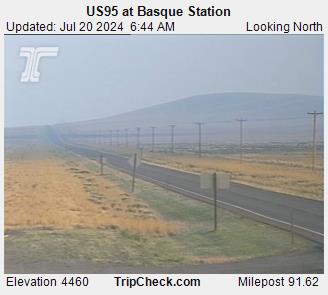 US95 at Basque Station
Updated: Jul 20 2024 6:44 AM Looking North
Elevation 4460 TripCheck.com Milepost 91.62